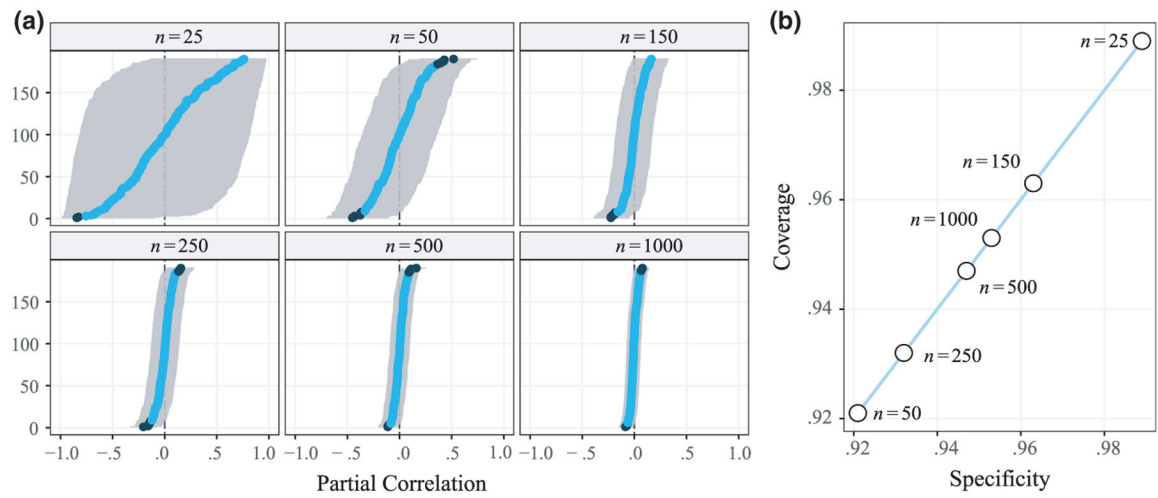 (a)
n = 25
n = 50
n = 150
150
100
50
0
n = 250
n = 500
n = 1000
150
100
50
0
−1.0 −.5 .0 .5 1.0 −1.0 −.5 .0 .5 1.0 −1.0 −.5 .0 .5 1.0
Partial Correlation
(b)
Coverage
.98
.96
.94
.92
n = 25
n = 150
n = 1000
n = 500
n = 250
n = 50
.92 .94 .96 .98
Specificity